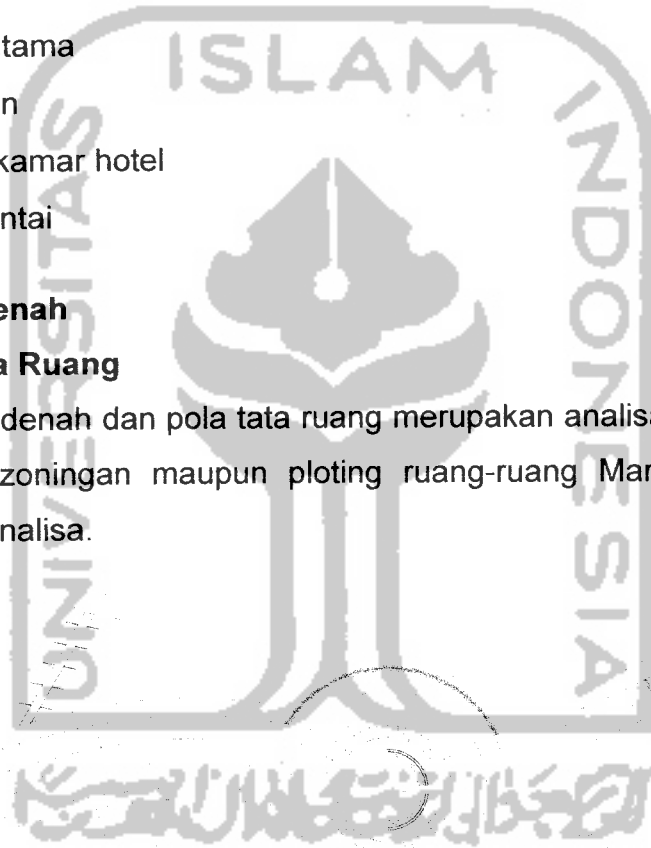 tama
n
kamar hotel
ntai
enah
a Ruang
denah dan pola tata ruang merupakan analisa
zoningan maupun ploting ruang-ruang Mar
nalisa.
ISLAM
UNIVERSITAS
INDONESIA